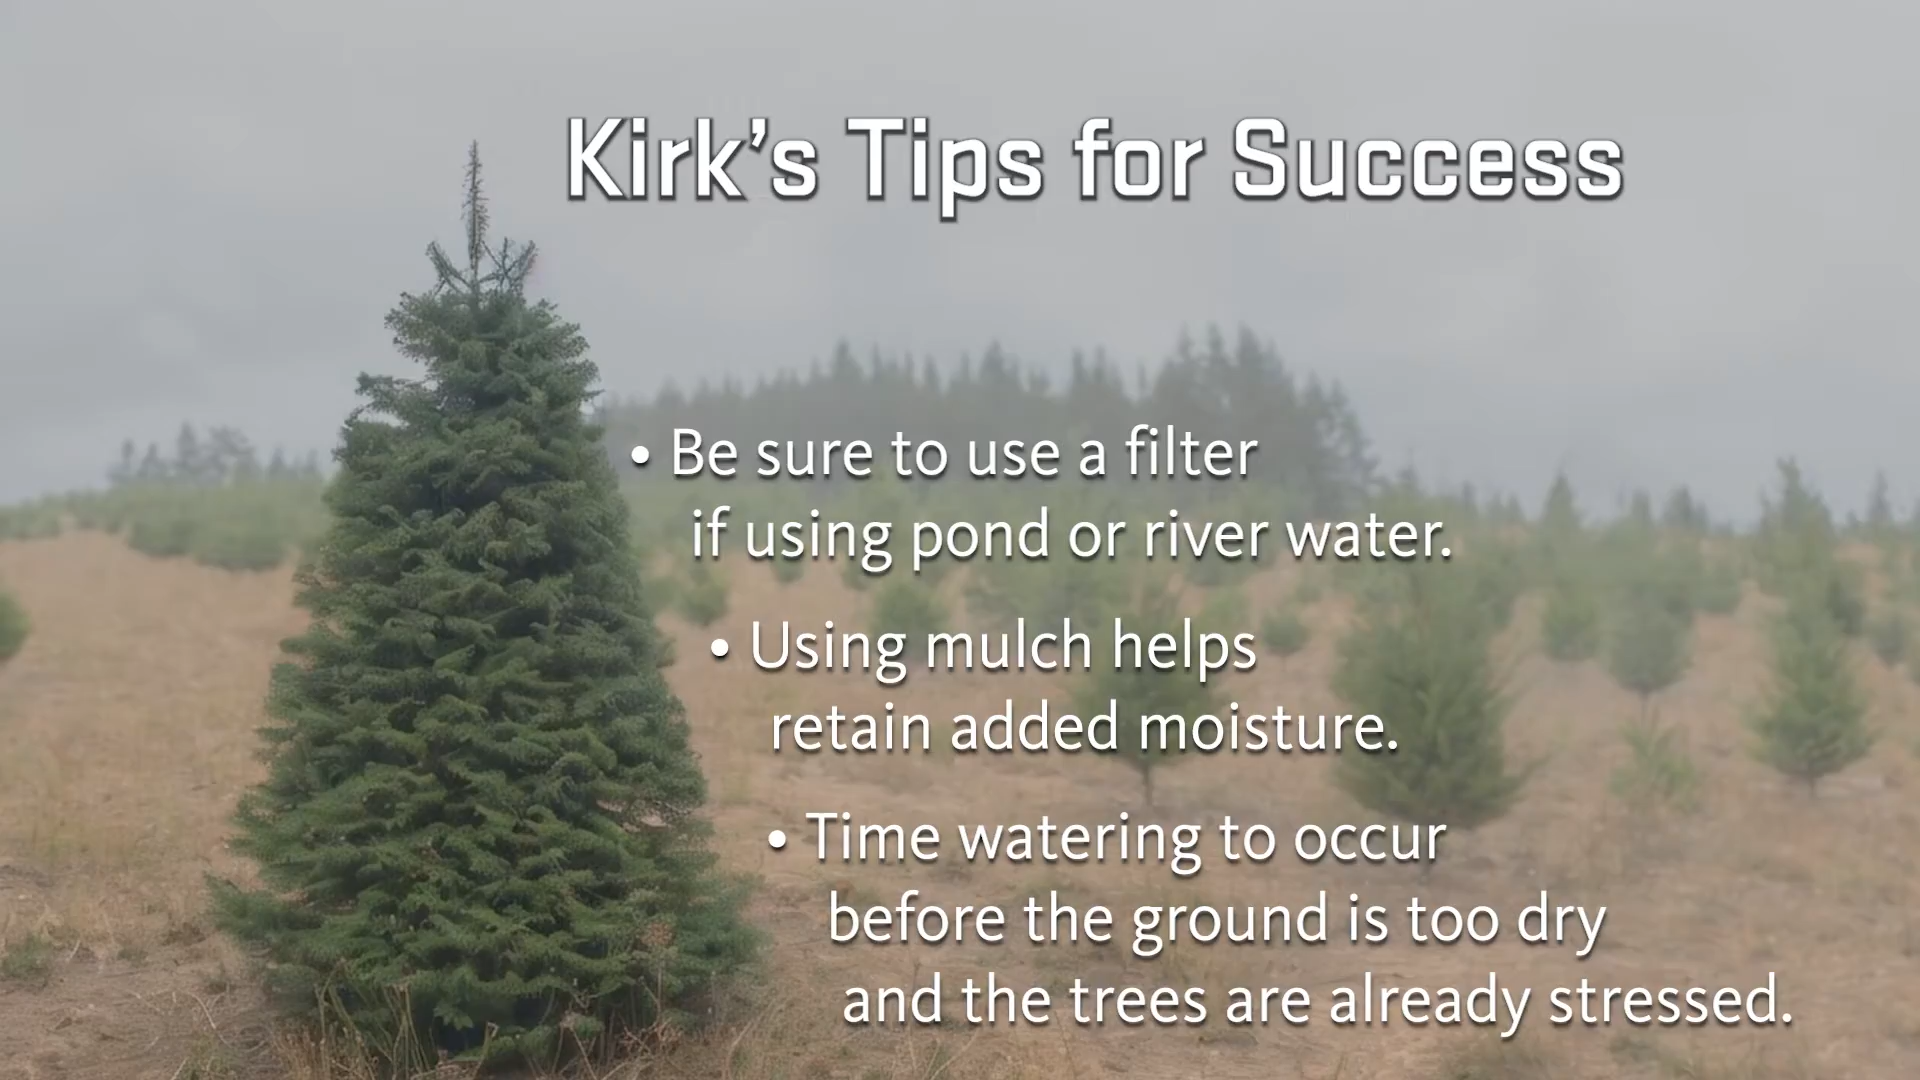 Kirk’s Tips for Success
• Be sure to use a filter
if using pond or river water.
• Using mulch helps
retain added moisture.
• Time watering to occur
before the ground is too dry
and the trees are already stressed.